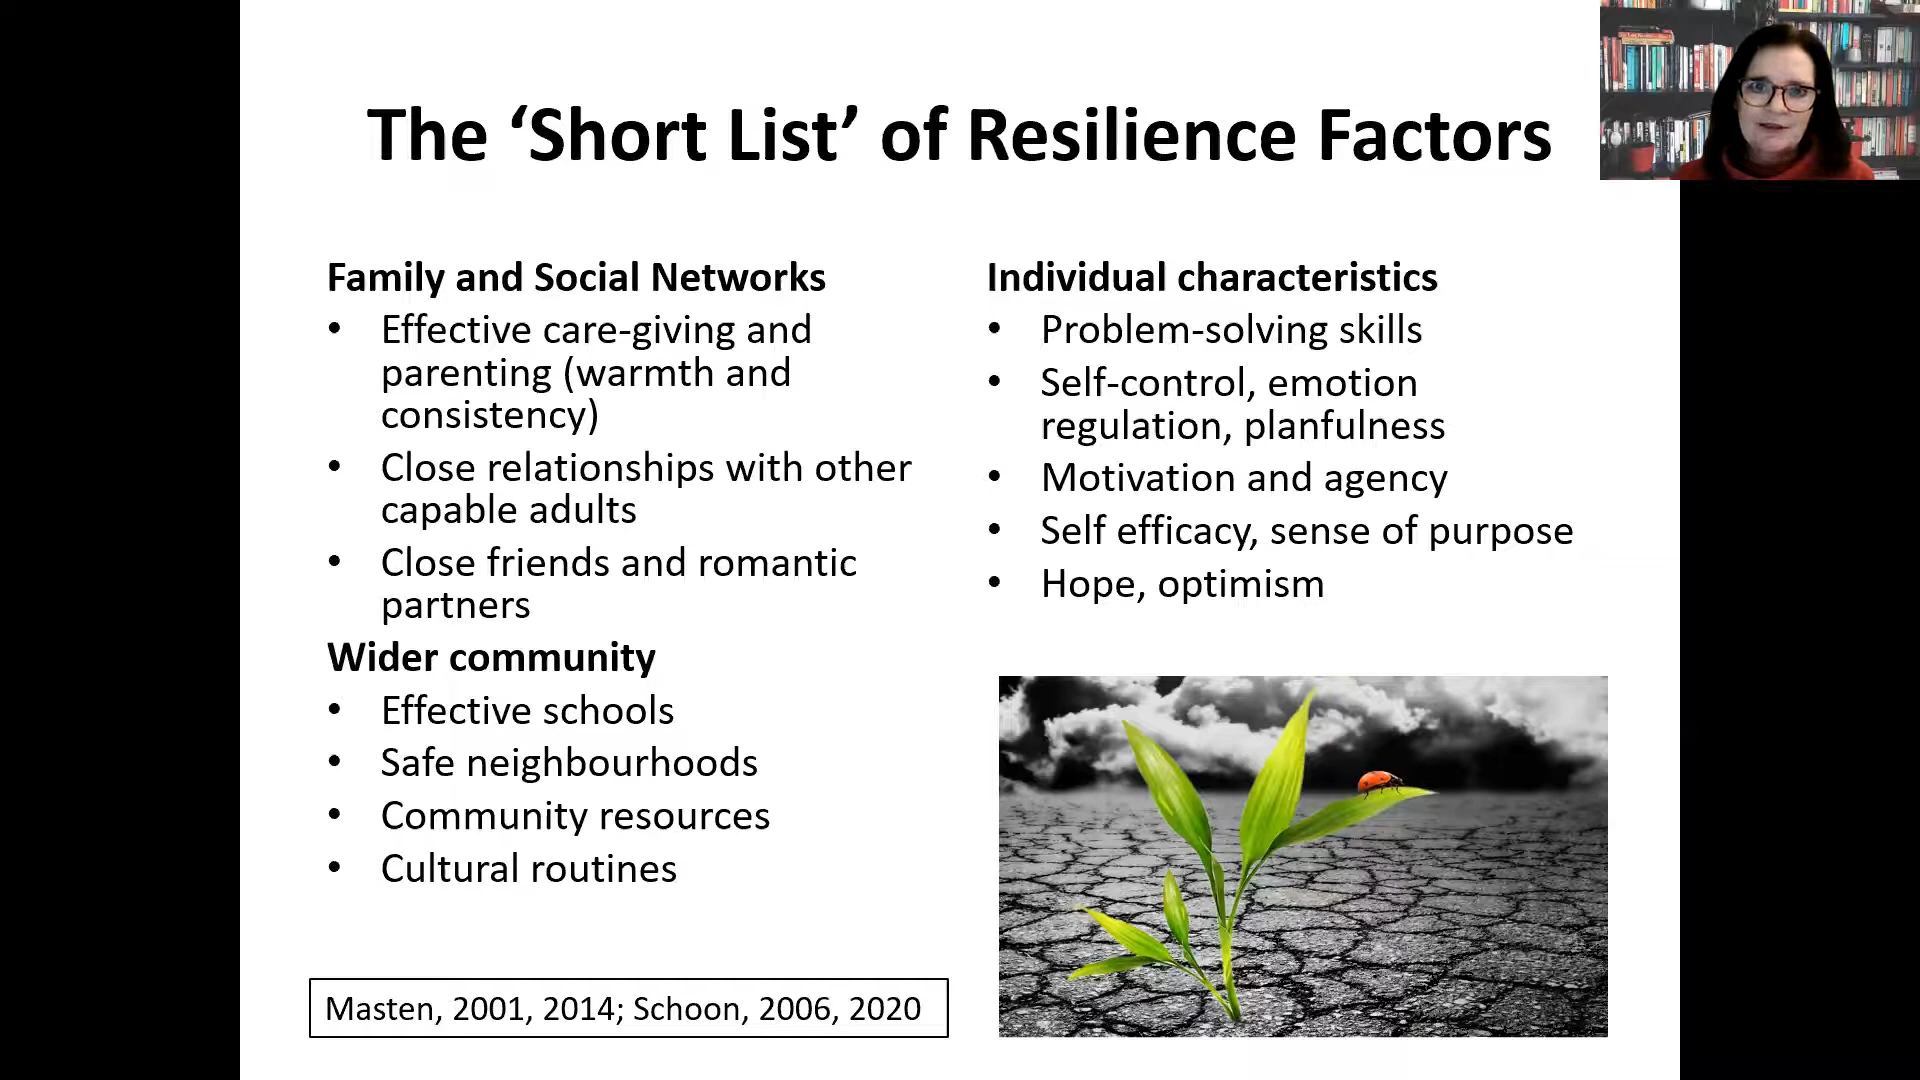 The ‘Short List’ of Resilience Factors
Family and Social Networks
• Effective care-giving and
parenting (warmth and
consistency)
• Close relationships with other
capable adults
• Close friends and romantic
partners
Wider community
• Effective schools
• Safe neighbourhoods
• Community resources
• Cultural routines
Individual characteristics
• Problem-solving skills
• Self-control, emotion
regulation, planfulness
• Motivation and agency
• Self efficacy, sense of purpose
• Hope, optimism
Masten, 2001, 2014; Schoon, 2006, 2020